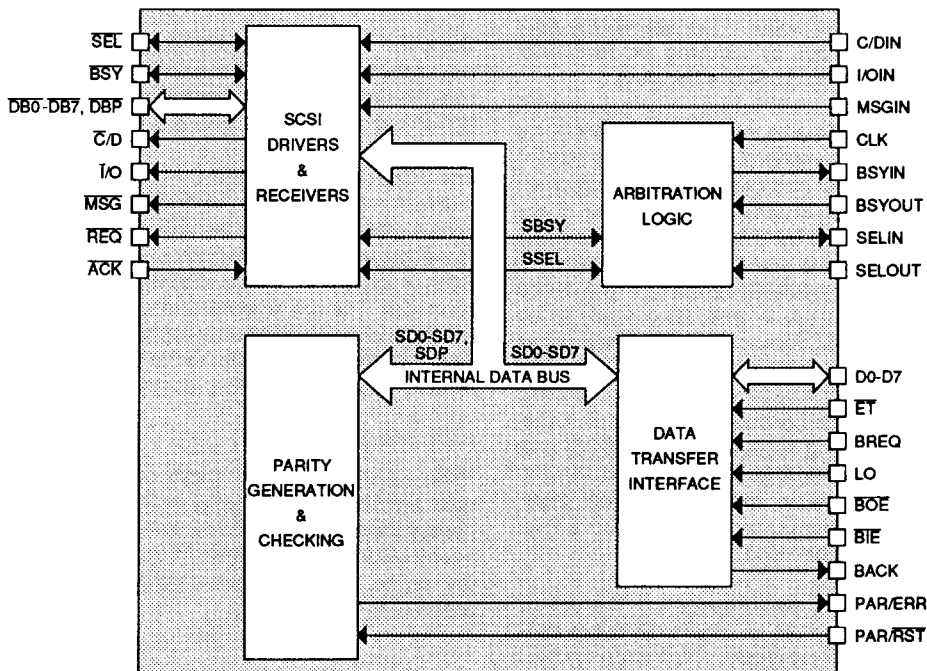 SEL
BSY
DB0-DB7, DBP
C/D
I/O
MSG
REQ
ACK
SCSI
DRIVERS
&
RECEIVERS
C/DIN
I/OIN
MSGIN
CLK
BSYIN
BSYOUT
SELIN
SELOUT
ARBITRATION
LOGIC
SBSY
SSEL
SD0-SD7,
SDP
SD0-SD7
INTERNAL DATA BUS
PARITY
GENERATION
&
CHECKING
DATA
TRANSFER
INTERFACE
D0-D7
ET
BREQ
LO
BOE
BIE
BACK
PAR/ERR
PAR/RST